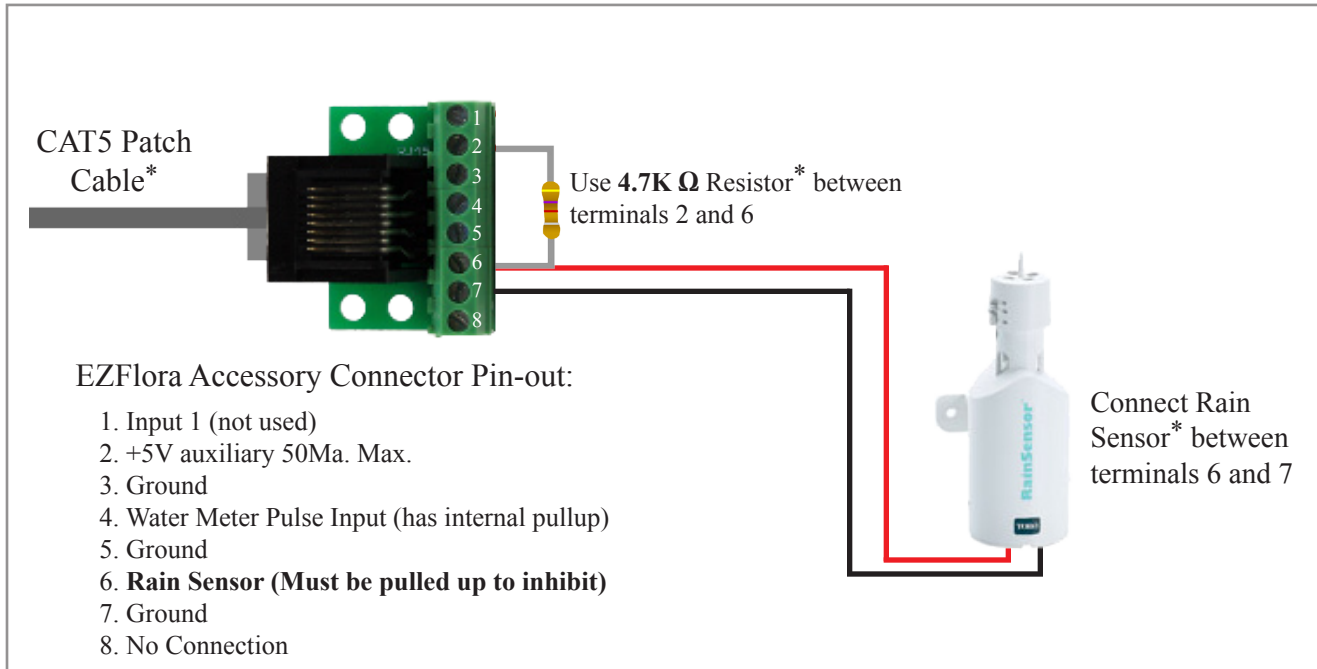 CAT5 Patch
Cable*
RJ45
1
2
3
4
5
6
7
8
Use 4.7K Ω Resistor* between
terminals 2 and 6
EZFlora Accessory Connector Pin-out:
1. Input 1 (not used)
2. +5V auxiliary 50Ma. Max.
3. Ground
4. Water Meter Pulse Input (has internal pullup)
5. Ground
6. Rain Sensor (Must be pulled up to inhibit)
7. Ground
8. No Connection
RainSensor
TORO
Connect Rain
Sensor* between
terminals 6 and 7